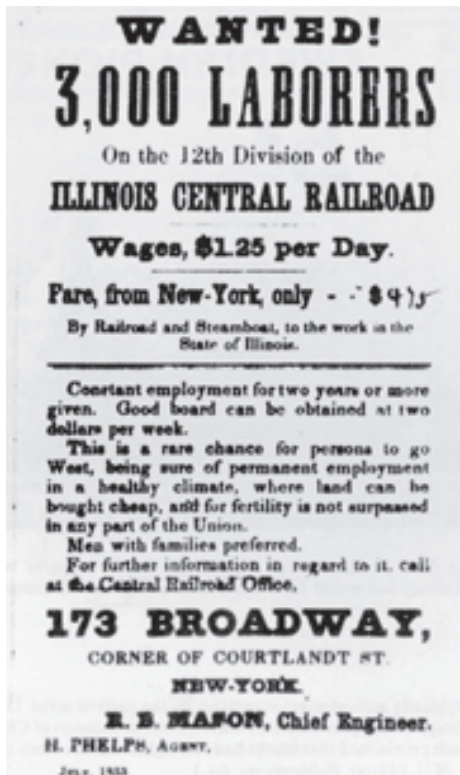 WANTED!
3,000 LABORERS
On the 12th Division of the
ILLINOIS CENTRAL RAILROAD
Wages, $1.25 per Day.
Fare, from New-York, only - - $4 75
By Railroad and Steamboat, to the work in the
State of Illinois.
Constant employment for two years or more
given. Good board can be obtained at two
dollars per week.
This is a rare chance for persons to go
West, being sure of permanent employment
in a healthy climate, where land can be
bought cheap, and for fertility is not surpassed
in any part of the Union.
Men with families preferred.
For further information in regard to it, call
at the Central Railroad Office,
173 BROADWAY,
CORNER OF COURTLANDT ST.
NEW-YORK.
R. B. MASON, Chief Engineer.
H. PHELPS, AGENT,
JULY, 1853